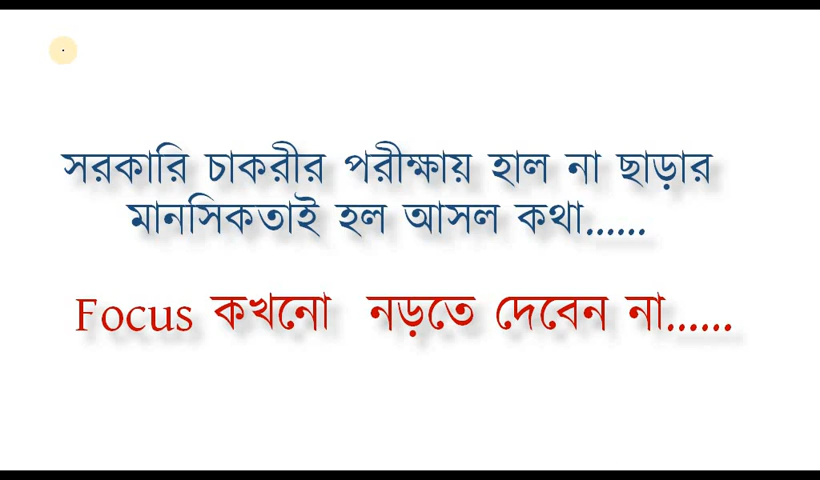 সরকারি চাকরীর পরীক্ষায় হাল না ছাড়ার
মানসিকতাই হল আসল কথা......
Focus কখনো নড়তে দেবেন না......